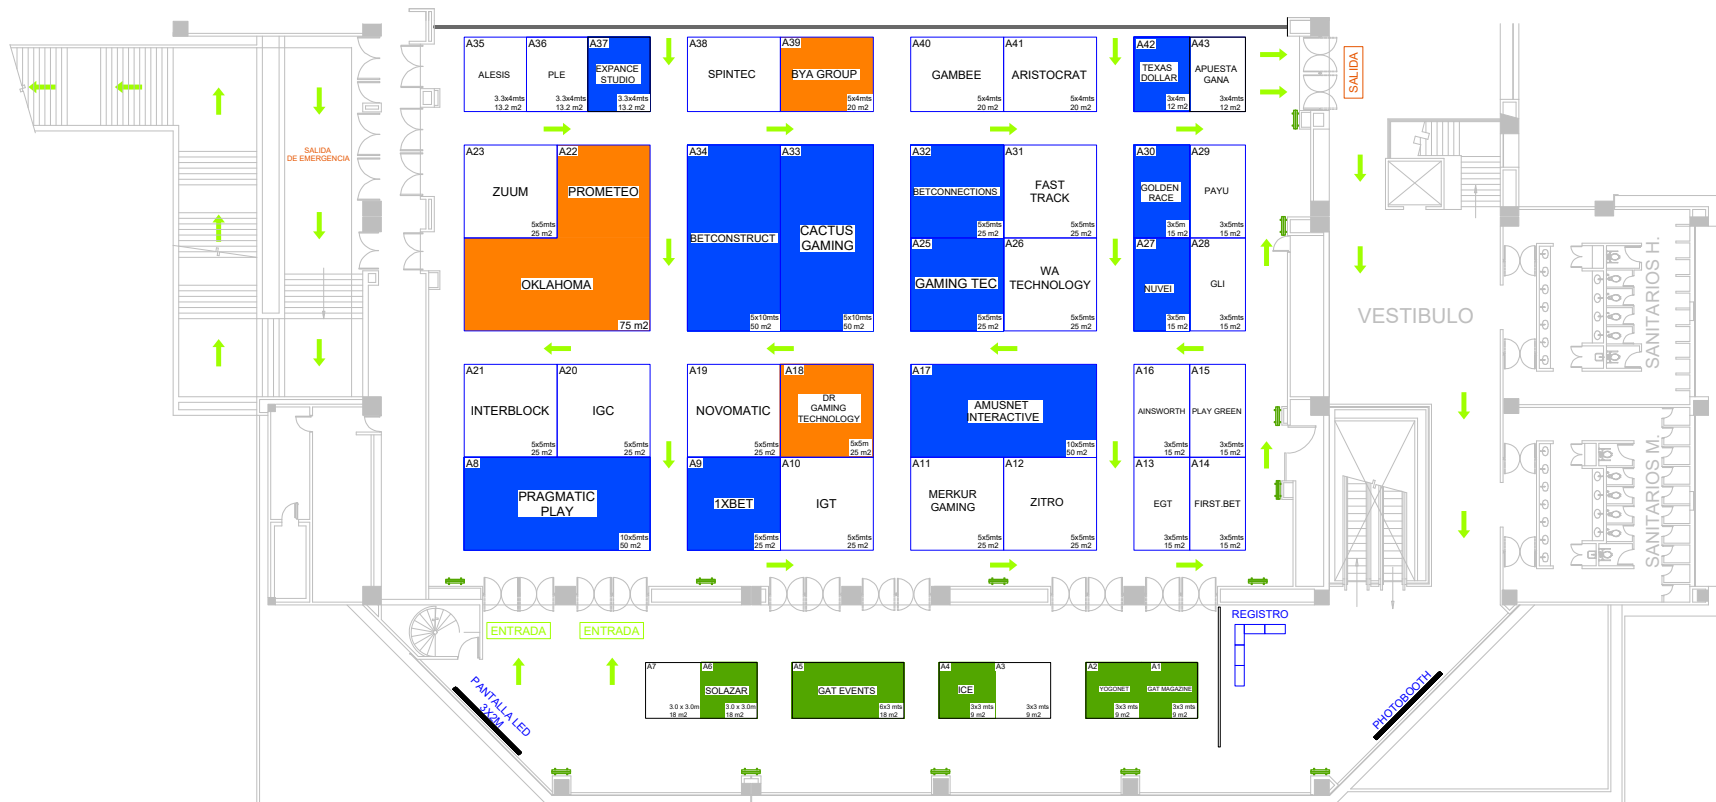 A35
ALESIS
3.3x4mts
13.2 m2
A36
PLE
3.3x4mts
13.2 m2
A37
EXPANCE
STUDIO
3.3x4mts
13.2 m2
A38
SPINTEC
A39
BYA GROUP
5x4mts
20 m2
A40
GAMBEE
5x4mts
20 m2
A41
ARISTOCRAT
5x4mts
20 m2
A42
TEXAS
DOLLAR
3x4m
12 m2
A43
APUESTA
GANA
3x4mts
12 m2
SALIDA
SALIDA
DE EMERGENCIA
A23
ZUUM
5x5mts
25 m2
A22
PROMETEO
OKLAHOMA
75 m2
A34
BETCONSTRUCT
5x10mts
50 m2
A33
CACTUS
GAMING
5x10mts
50 m2
A32
BETCONNECTIONS
5x5mts
25 m2
A31
FAST
TRACK
5x5mts
25 m2
A30
GOLDEN
RACE
3x5m
15 m2
A29
PAYU
3x5mts
15 m2
A25
GAMING TEC
5x5mts
25 m2
A26
WA
TECHNOLOGY
5x5mts
25 m2
A27
NUVEI
3x5m
15 m2
A28
GLI
3x5mts
15 m2
VESTIBULO
SANITARIOS H.
SANITARIOS M.
A21
INTERBLOCK
5x5mts
25 m2
A20
IGC
5x5mts
25 m2
A19
NOVOMATIC
5x5mts
25 m2
A18
DR
GAMING
TECHNOLOGY
5x5m
25 m2
A17
AMUSNET
INTERACTIVE
10x5mts
50 m2
A16
AINSWORTH
3x5mts
15 m2
A15
PLAY GREEN
3x5mts
15 m2
A8
PRAGMATIC
PLAY
10x5mts
50 m2
A9
1XBET
5x5mts
25 m2
A10
IGT
5x5mts
25 m2
A11
MERKUR
GAMING
5x5mts
25 m2
A12
ZITRO
5x5mts
25 m2
A13
EGT
3x5mts
15 m2
A14
FIRST.BET
3x5mts
15 m2
ENTRADA
ENTRADA
REGISTRO
PANTALLA LED
3X2M
PHOTOBOOTH
A7
3.0 x 3.0m
18 m2
A6
SOLAZAR
3.0 x 3.0m
18 m2
A5
GAT EVENTS
6x3 mts
18 m2
A4
ICE
3x3 mts
9 m2
A3
3x3 mts
9 m2
A2
YOGONET
3x3 mts
9 m2
A1
GAT MAGAZINE
3x3 mts
9 m2